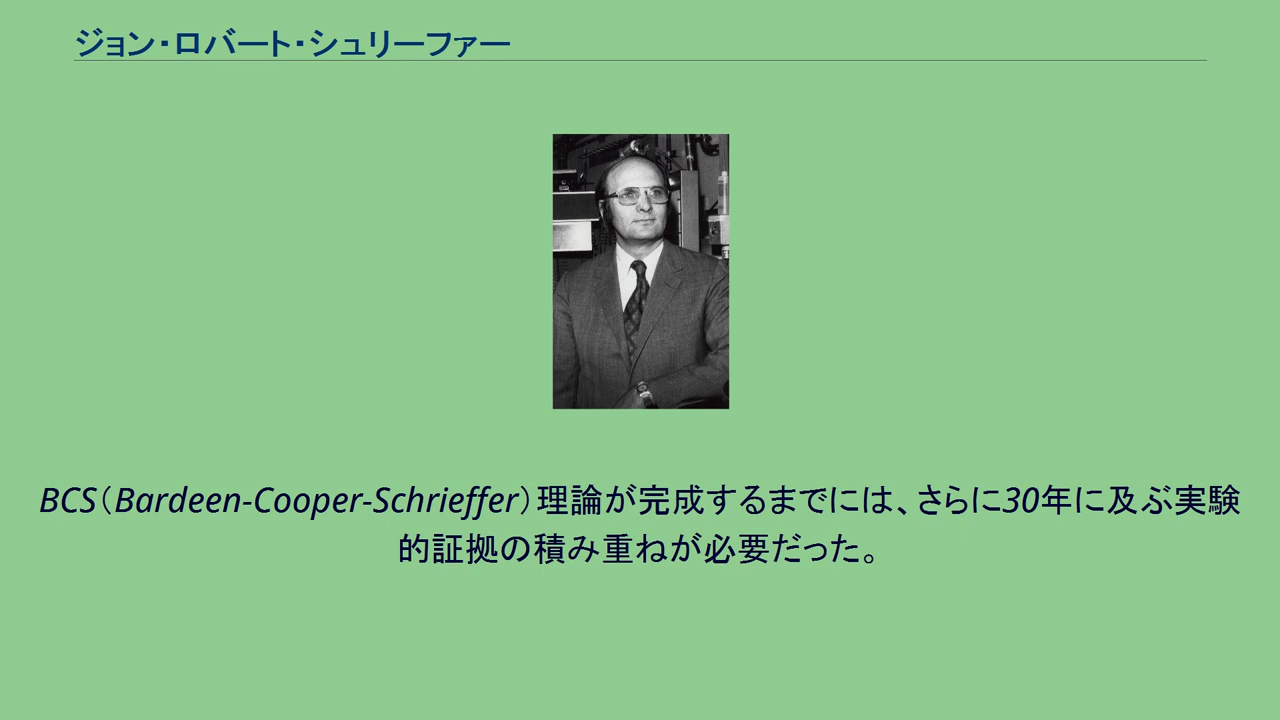 ジョン・ロバート・シュリーファー
BCS（Bardeen-Cooper-Schrieffer）理論が完成するまでには、さらに30年に及ぶ実験
的証拠の積み重ねが必要だった。